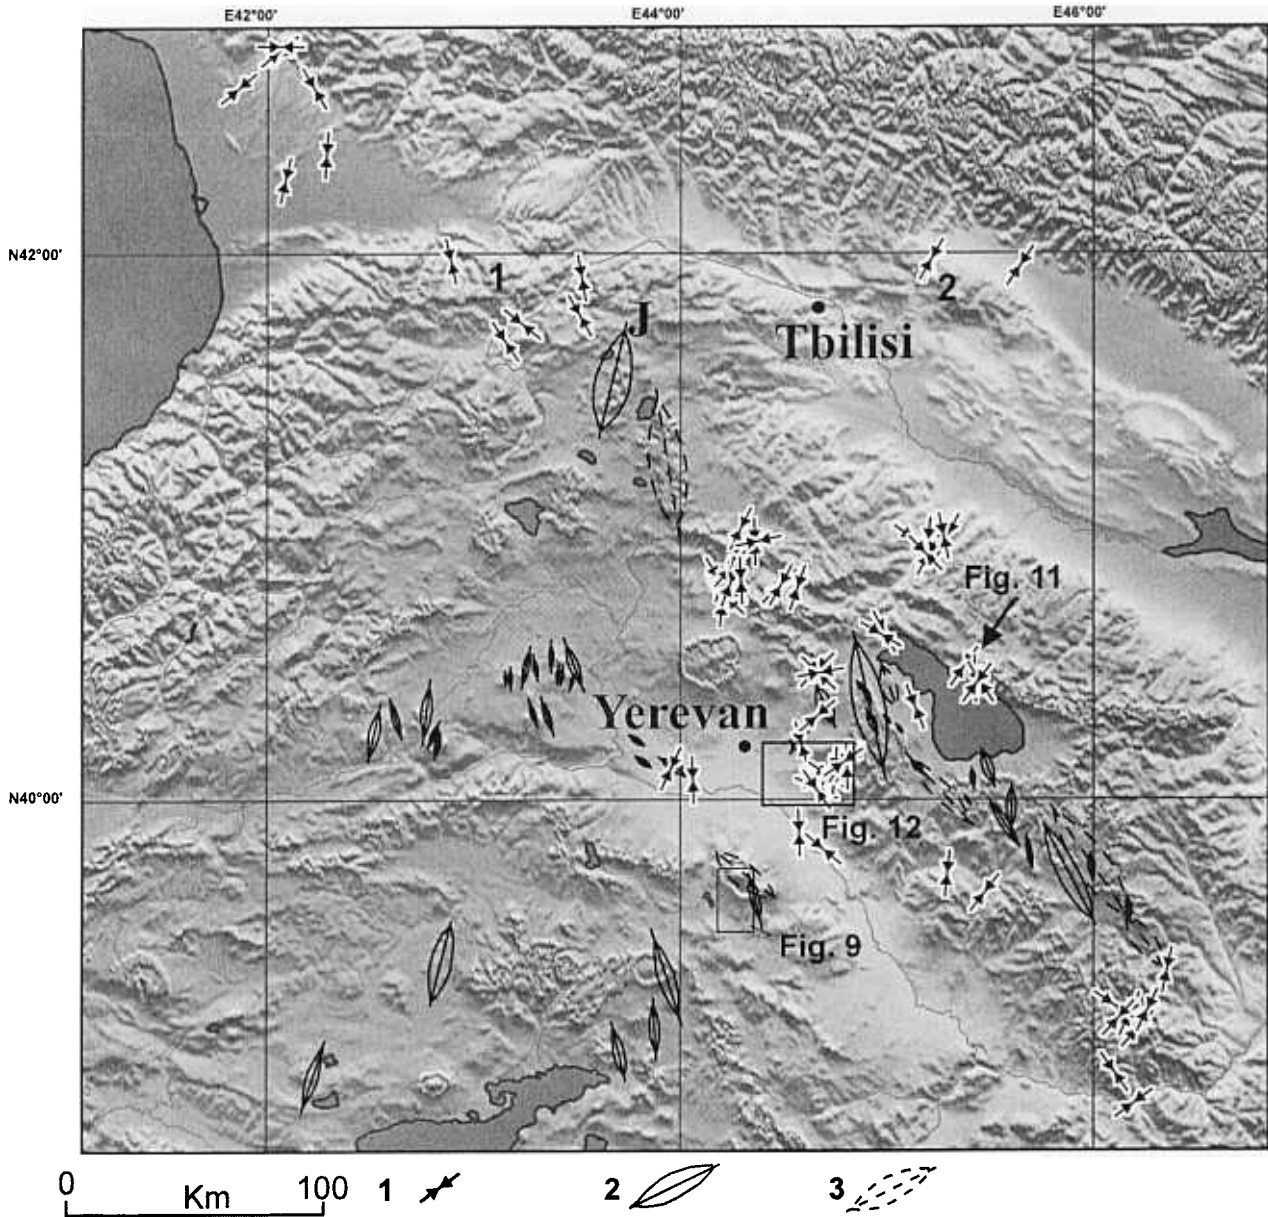 E42°00' E44°00' E46°00'
N42°00'
1
2
J
Tbilisi
Fig. 11
Yerevan
N40°00'
Fig. 12
Fig. 9
0 Km 100 1 2 3